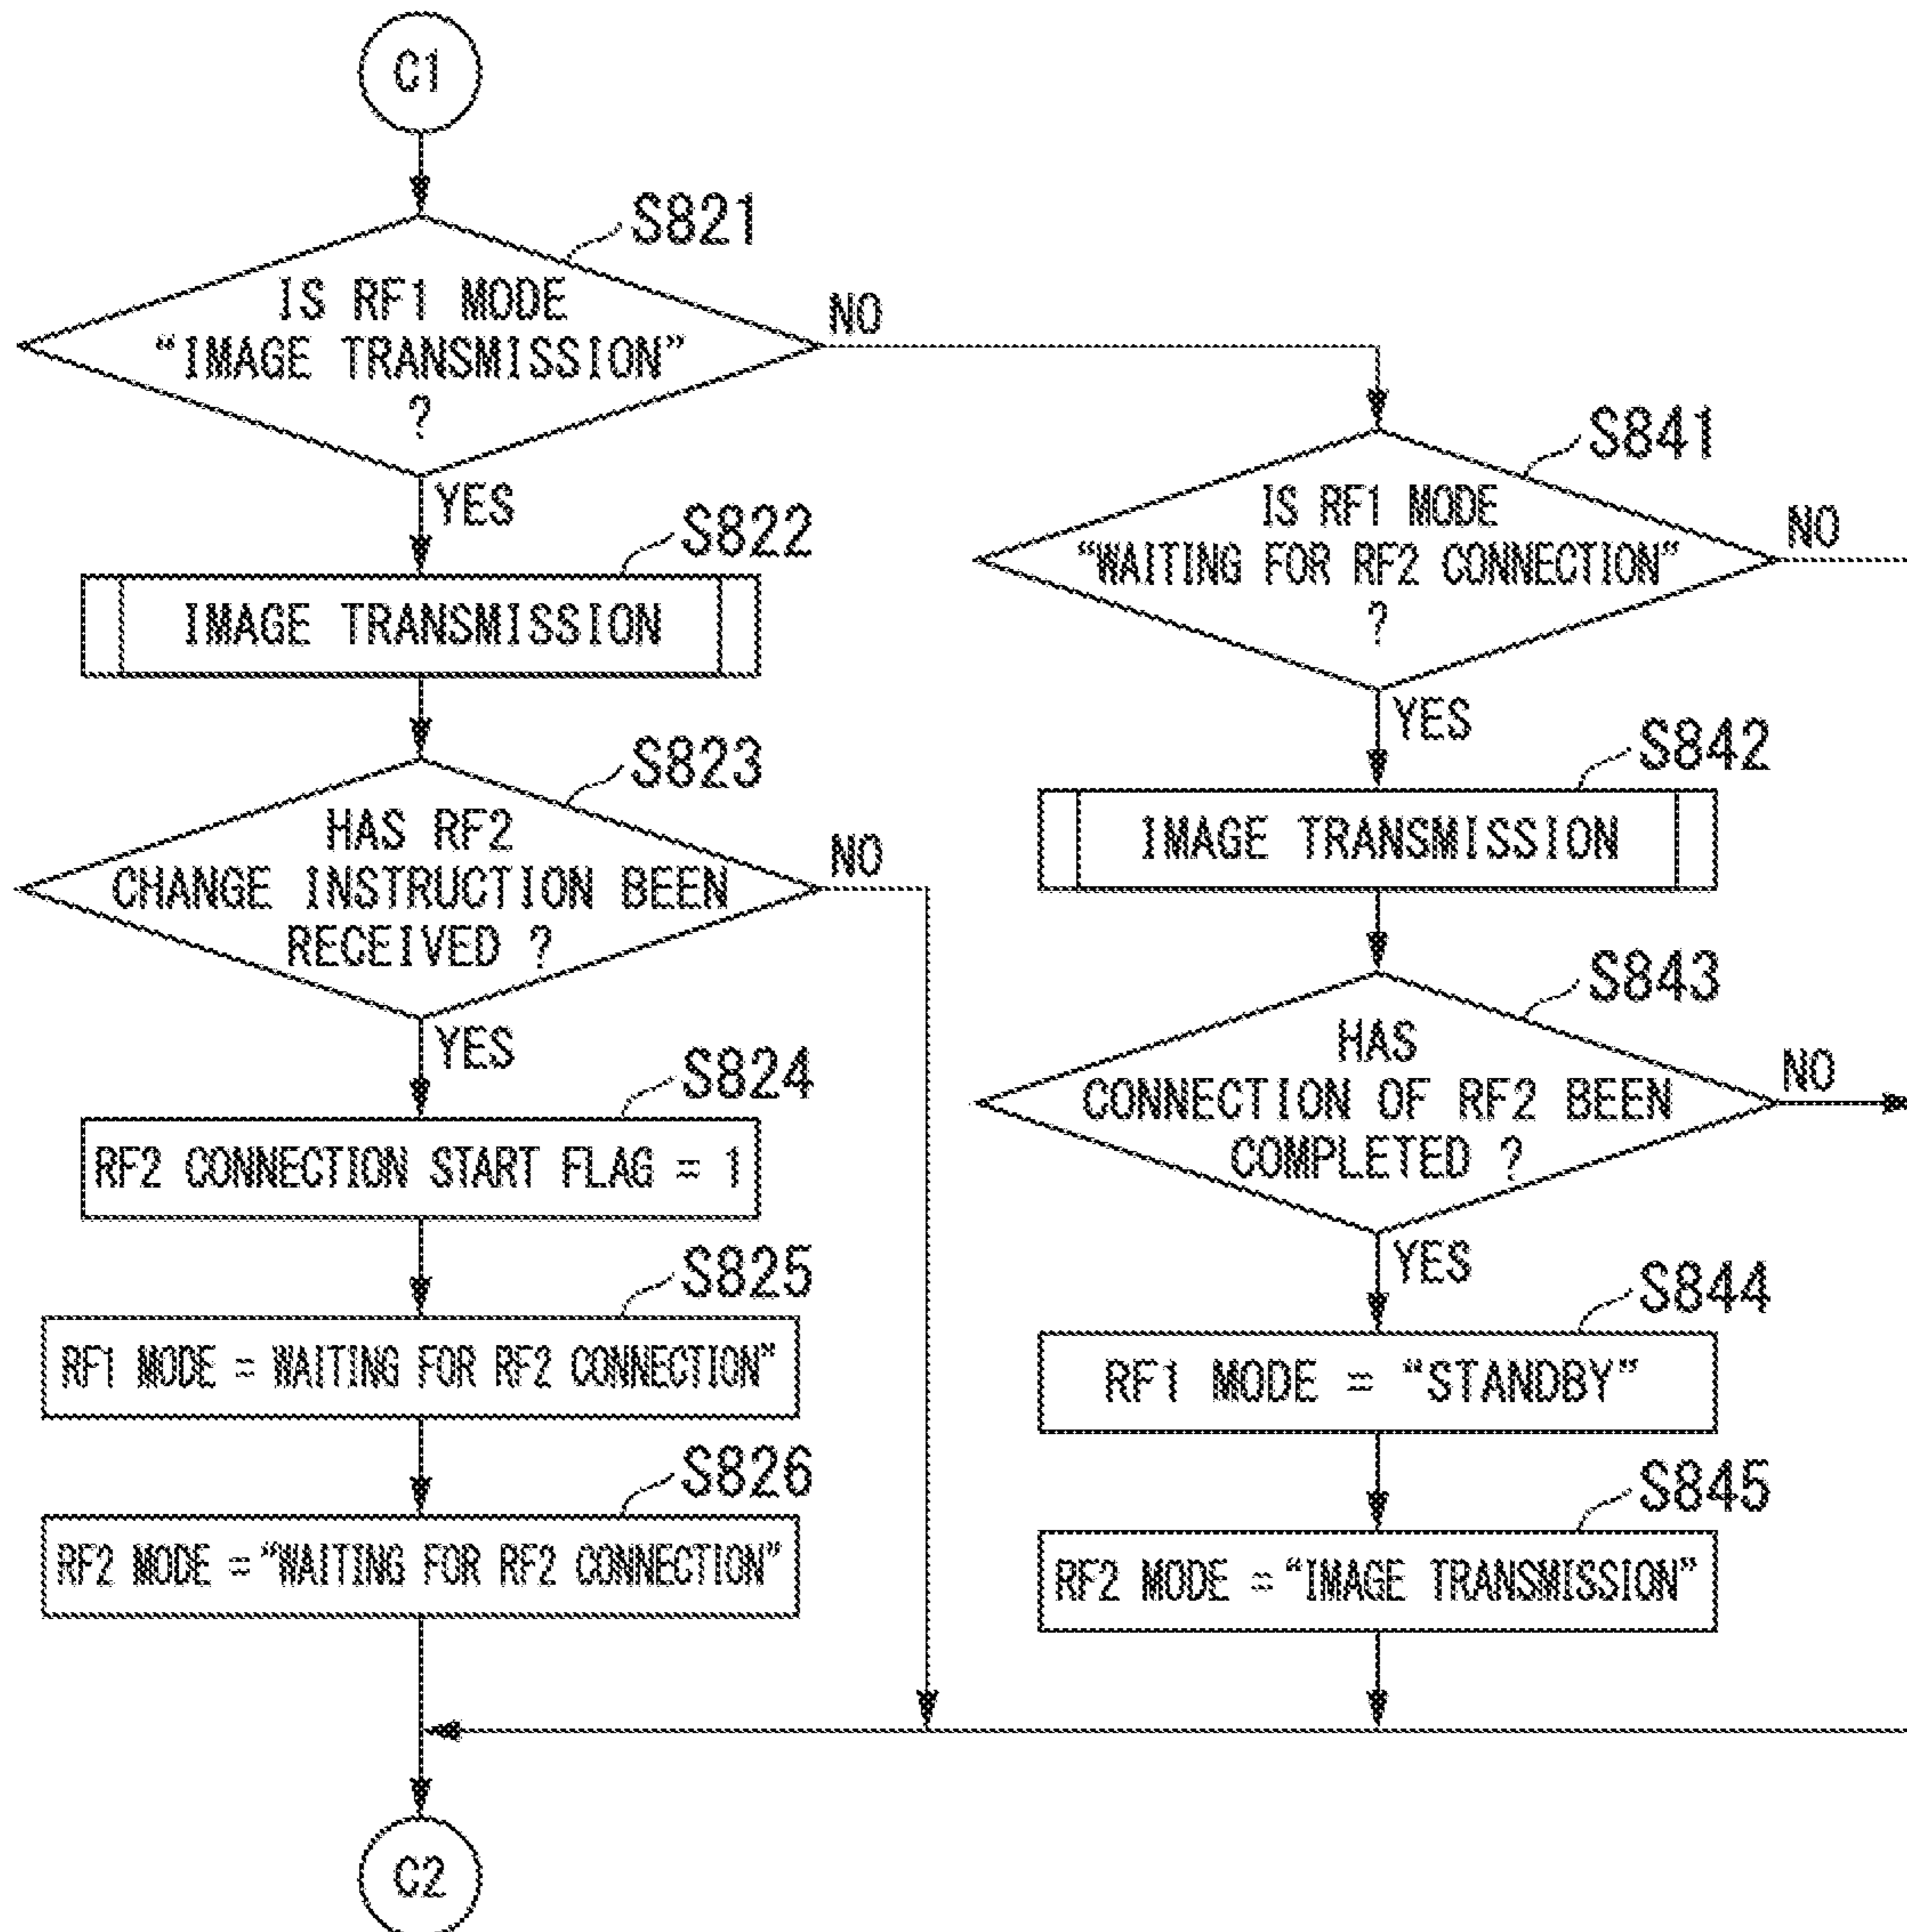 C1
S821
IS RF1 MODE
“IMAGE TRANSMISSION”
?
NO
YES
S822
IMAGE TRANSMISSION
S823
HAS RF2
CHANGE INSTRUCTION BEEN
RECEIVED ?
NO
YES
S824
RF2 CONNECTION START FLAG = 1
S825
RF1 MODE = WAITING FOR RF2 CONNECTION”
S826
RF2 MODE =“WAITING FOR RF2 CONNECTION”
C2
S841
IS RF1 MODE
“WAITING FOR RF2 CONNECTION”
?
NO
YES
S842
IMAGE TRANSMISSION
S843
HAS
CONNECTION OF RF2 BEEN
COMPLETED ?
NO
YES
S844
RF1 MODE = “STANDBY”
S845
RF2 MODE =“IMAGE TRANSMISSION”